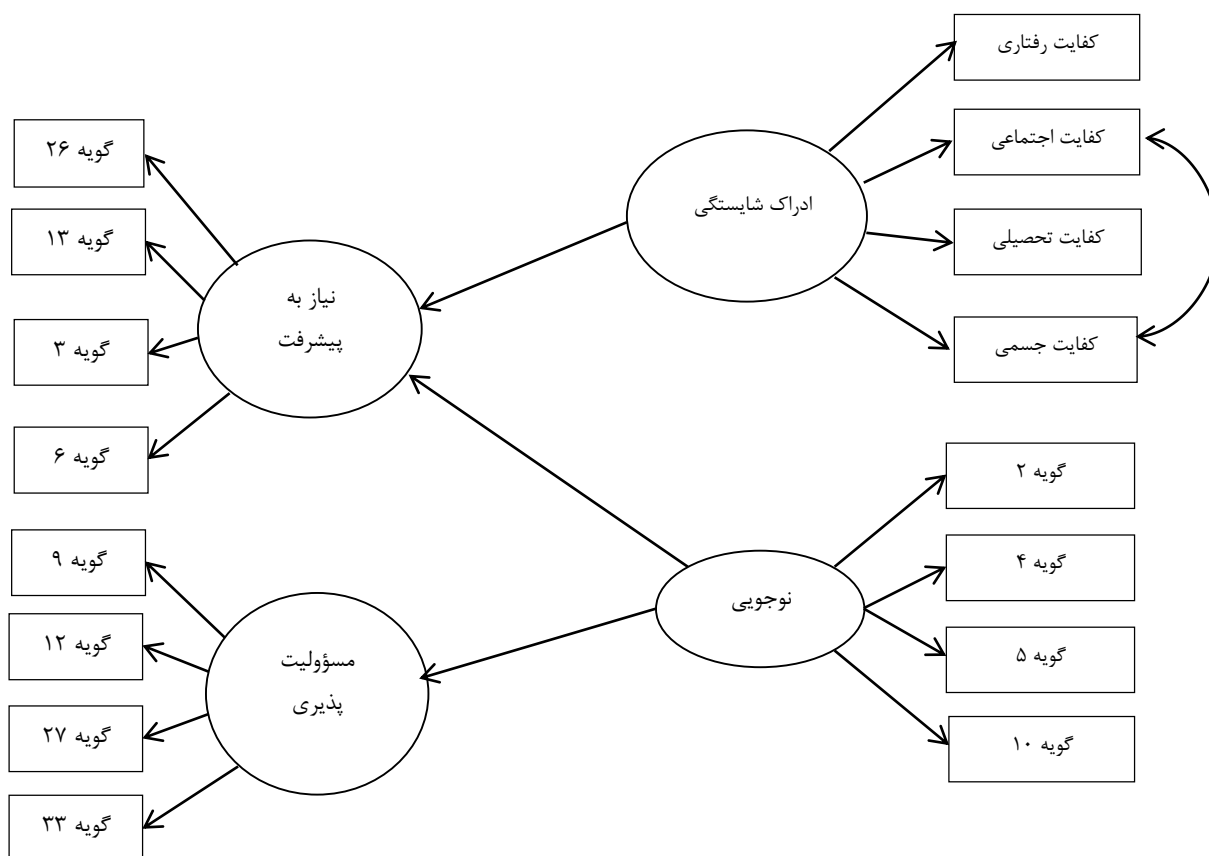 کفایت رفتاری
کفایت اجتماعی
کفایت تحصیلی
کفایت جسمی
ادراک شایستگی
گویه ۲۶
گویه ۱۳
گویه ۳
گویه ۶
نیاز به
پیشرفت
گویه ۲
گویه ۴
گویه ۵
گویه ۱۰
نوجویی
گویه ۹
گویه ۱۲
گویه ۲۷
گویه ۳۳
مسؤولیت
پذیری